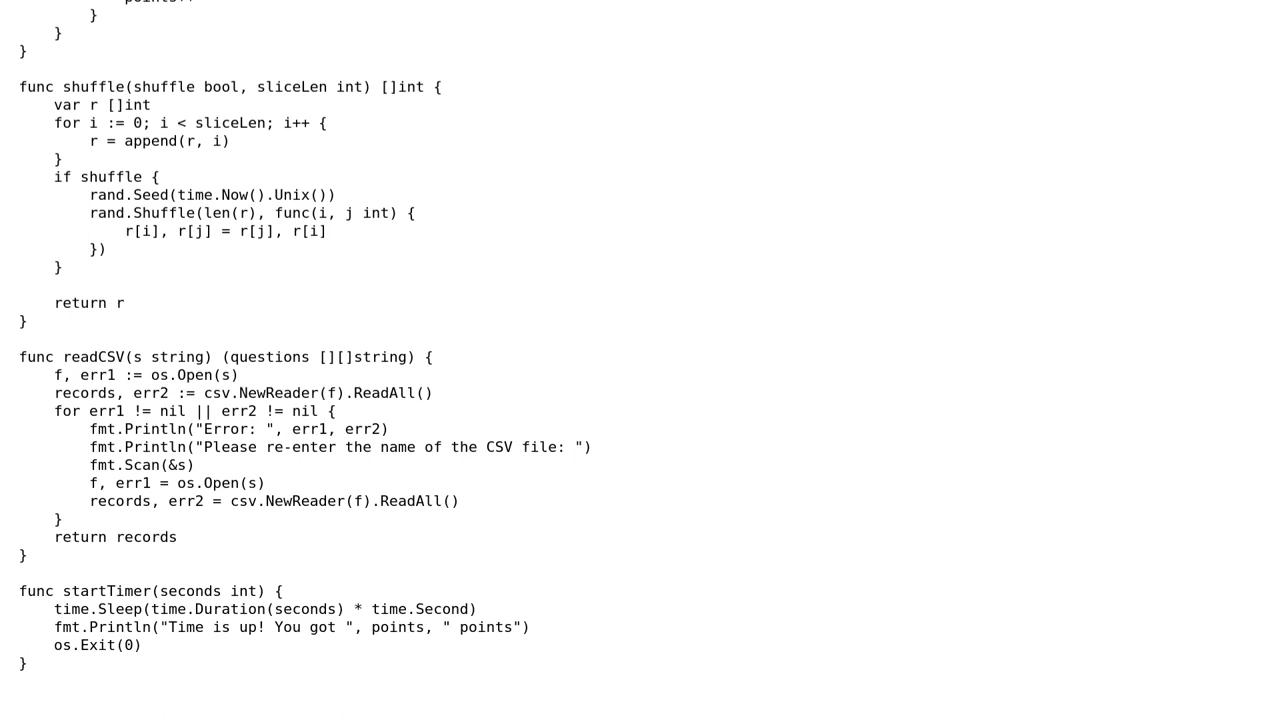 }
        }
}

func shuffle(shuffle bool, sliceLen int) []int {
    var r []int
    for i := 0; i < sliceLen; i++ {
        r = append(r, i)
    }
    if shuffle {
        rand.Seed(time.Now().Unix())
        rand.Shuffle(len(r), func(i, j int) {
            r[i], r[j] = r[j], r[i]
        })
    }

    return r
}

func readCSV(s string) (questions [][]string) {
    f, err1 := os.Open(s)
    records, err2 := csv.NewReader(f).ReadAll()
    for err1 != nil || err2 != nil {
        fmt.Println("Error: ", err1, err2)
        fmt.Println("Please re-enter the name of the CSV file: ")
        fmt.Scan(&s)
        f, err1 = os.Open(s)
        records, err2 = csv.NewReader(f).ReadAll()
    }
    return records
}

func startTimer(seconds int) {
    time.Sleep(time.Duration(seconds) * time.Second)
    fmt.Println("Time is up! You got ", points, " points")
    os.Exit(0)
}